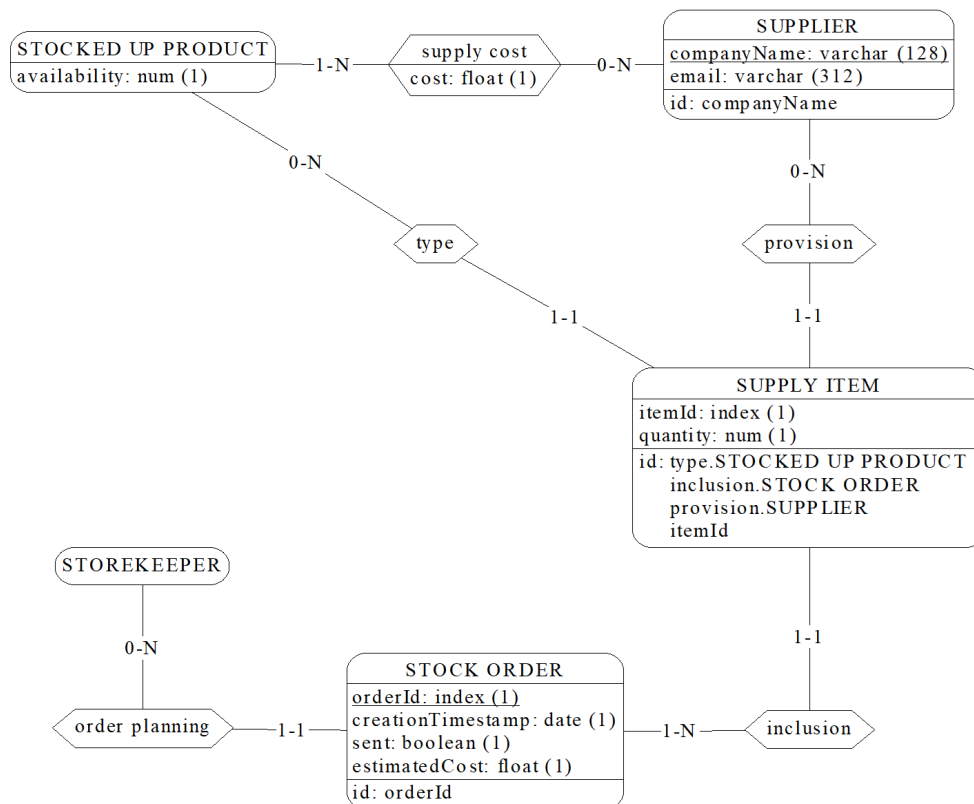 STOCKED UP PRODUCT
availability: num (1)
1-N
supply cost
cost: float (1)
0-N
SUPPLIER
companyName: varchar (128)
email: varchar (312)
id: companyName
0-N
0-N
type
provision
1-1
1-1
SUPPLY ITEM
itemId: index (1)
quantity: num (1)
id: type.STOCKED UP PRODUCT
inclusion.STOCK ORDER
provision.SUPPLIER
itemId
STOREKEEPER
0-N
1-1
order planning
1-1
STOCK ORDER
orderId: index (1)
creationTimestamp: date (1)
sent: boolean (1)
estimatedCost: float (1)
id: orderId
1-N
inclusion